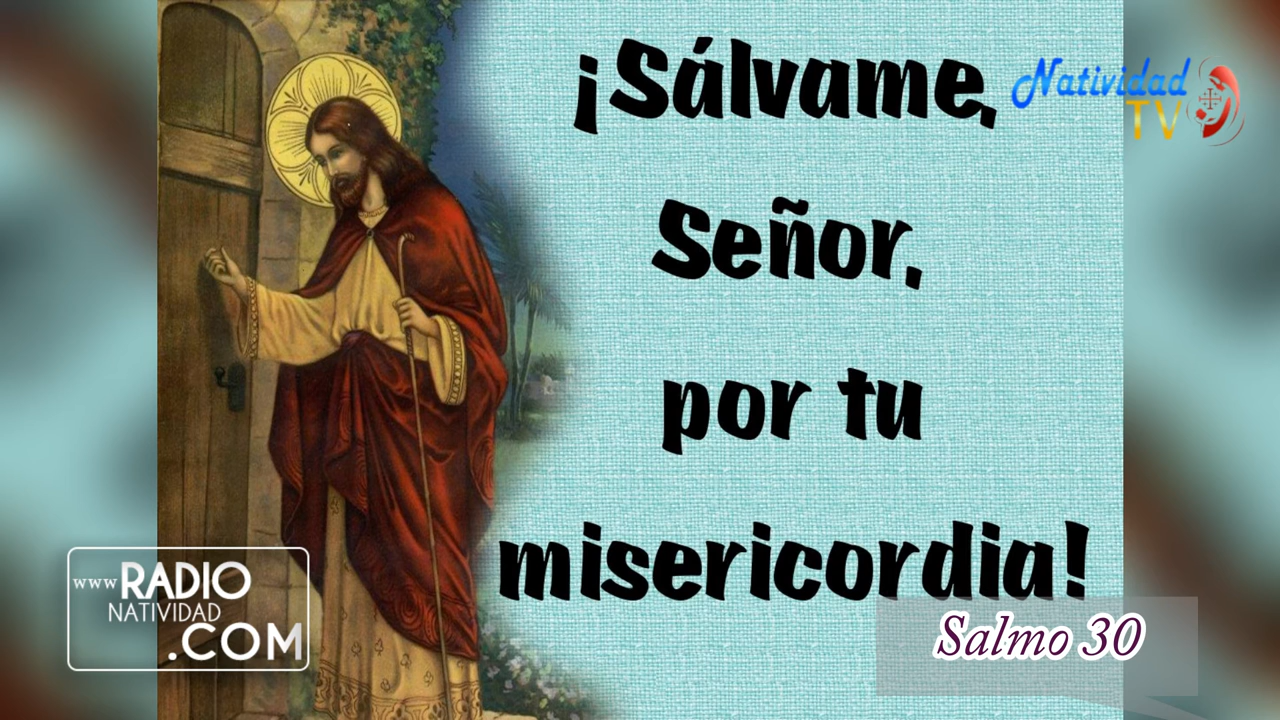 ¡Sálvame,
Señor,
por tu
misericordia!
Natividad
TV
Salmo 30
www RADIO
NATIVIDAD
.COM